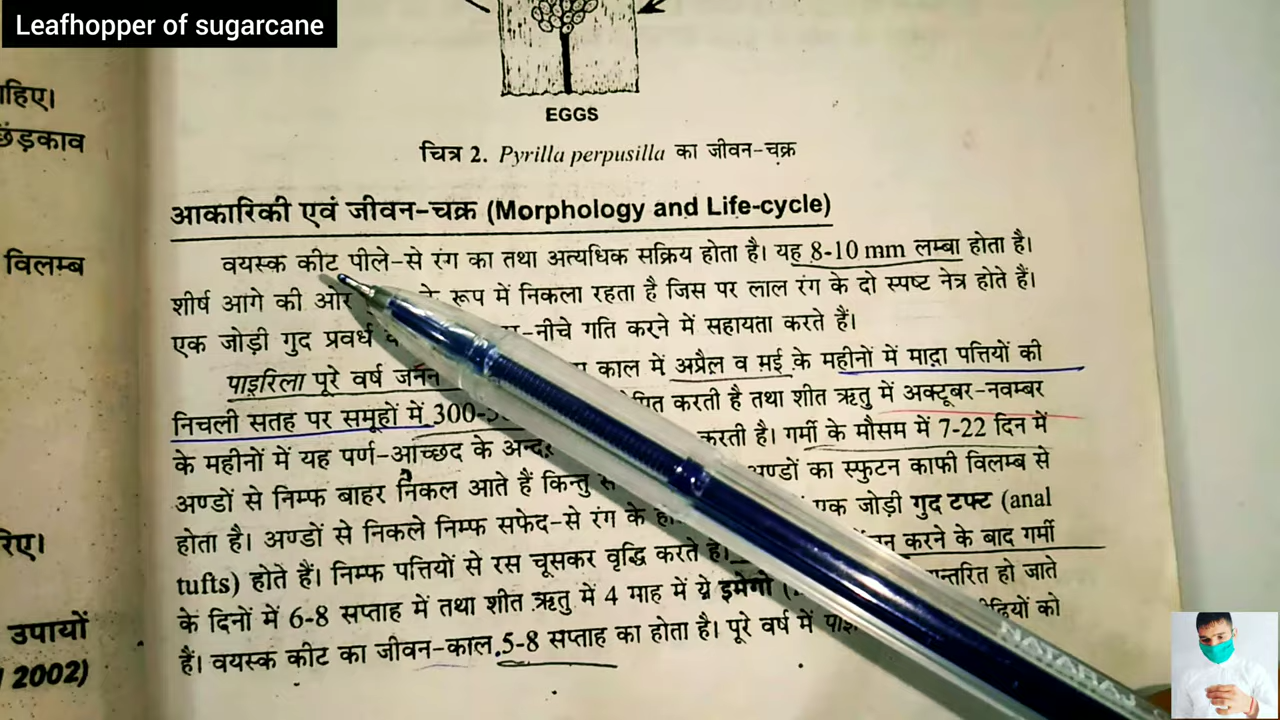 Leafhopper of sugarcane
EGGS
चित्र 2. Pyrilla perpusilla का जीवन-चक्र
आकारिकी एवं जीवन-चक्र (Morphology and Life-cycle)
वयस्क कीट पीले-से रंग का तथा अत्यधिक सक्रिय होता है। यह 8-10 mm लम्बा होता है।
शीर्ष आगे की ओर रूप में निकला रहता है जिस पर लाल रंग के दो स्पष्ट नेत्र होते हैं।
एक जोड़ी गुद प्रवर्ध नीचे गति करने में सहायता करते हैं।
पाइरिला पूरे वर्ष जनन काल में अप्रैल व मई के महीनों में मादा पत्तियों की
निचली सतह पर समूहों में 300- करती है तथा शीत ऋतु में अक्टूबर-नवम्बर
के महीनों में यह पर्ण-आच्छद के करती है। गर्मी के मौसम में 7-22 दिन में
अण्डों से निम्फ बाहर निकल आते हैं किन्तु अण्डों का स्फुटन काफी विलम्ब से
होता है। अण्डों से निकले निम्फ सफेद-से रंग के एक जोड़ी गुद टफ्ट (anal
tufts) होते हैं। निम्फ पत्तियों से रस चूसकर वृद्धि करते हैं। करने के बाद गर्मी
के दिनों में 6-8 सप्ताह में तथा शीत ऋतु में 4 माह में ये इमेगो हो जाते
हैं। वयस्क कीट का जीवन-काल 5-8 सप्ताह का होता है। पूरे वर्ष में को
हिए।
छिड़काव
विलम्ब
रिए।
उपायों
2002)
NATARAJ